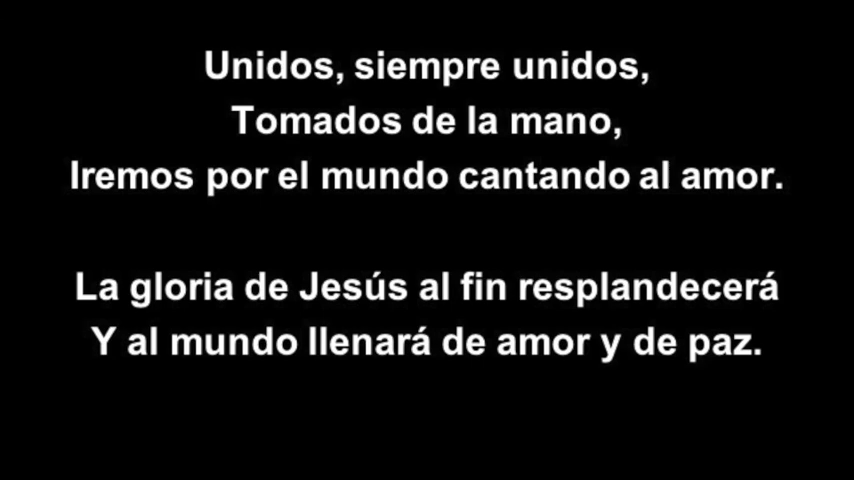 Unidos, siempre unidos,
Tomados de la mano,
Iremos por el mundo cantando al amor.
La gloria de Jesús al fin resplandecerá
Y al mundo llenará de amor y de paz.